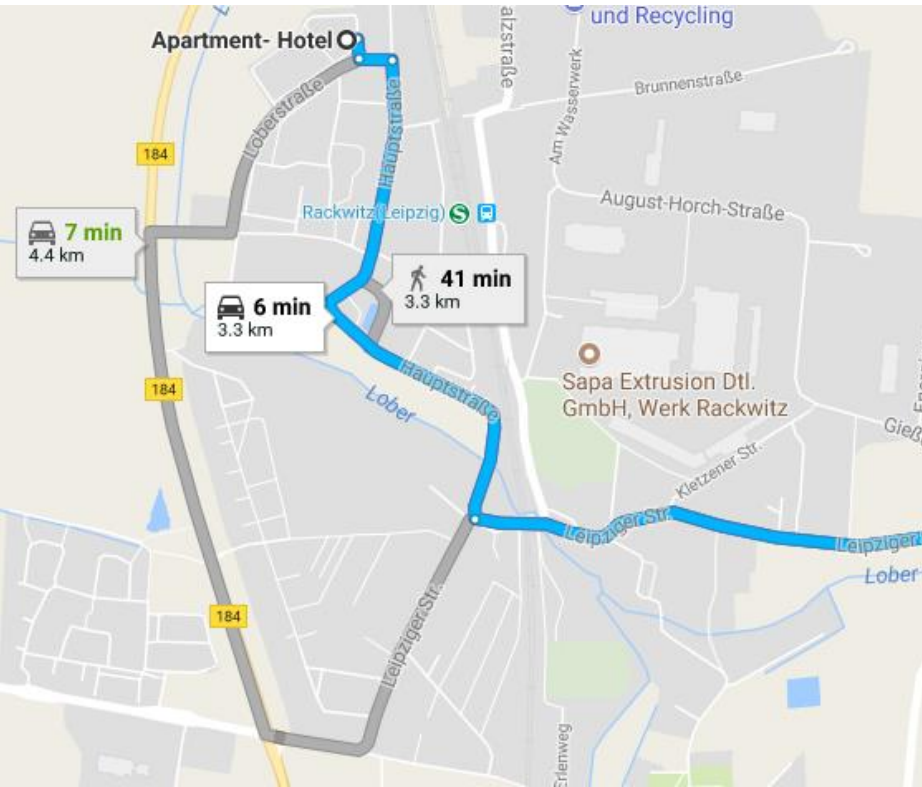 und Recycling
alzstraße
Apartment- Hotel
Brunnenstraße
Am Wasserwerk
Loberstraße
Hauptstraße
184
August-Horch-Straße
Rackwitz(Leipzig) S
7 min
4.4 km
41 min
3.3 km
6 min
3.3 km
Sapa Extrusion Dtl.
GmbH, Werk Rackwitz
184
Hauptstraße
Lober
Gieß
Kletzener Str.
Leipziger Str.
Leipziger
Lober
184
Leipziger Str.
Erlenweg